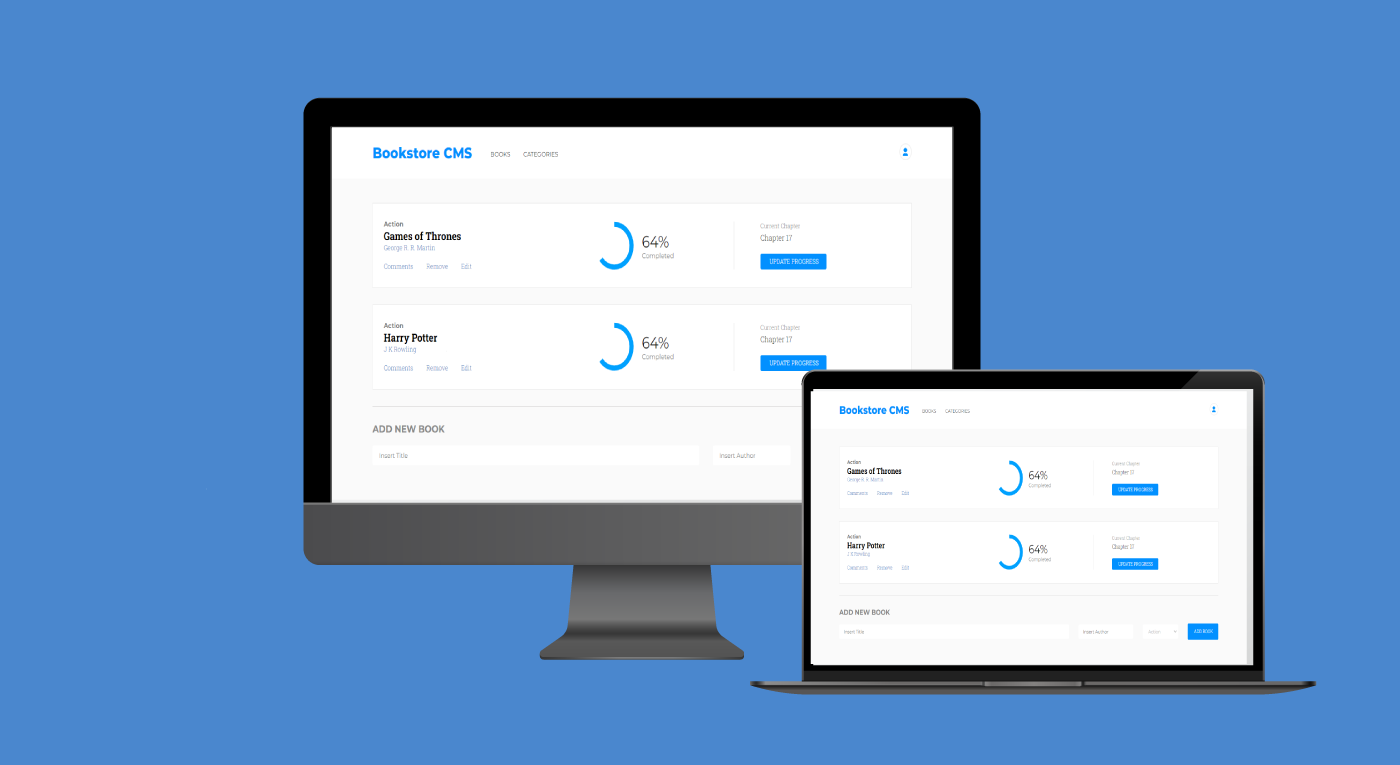 Bookstore CMS BOOKS CATEGORIES
Action
Games of Thrones
George R. R. Martin
Comments Remove Edit
64%
Completed
Current Chapter
Chapter 17
UPDATE PROGRESS
Action
Harry Potter
J K Rowling
Comments Remove Edit
64%
Completed
Current Chapter
Chapter 17
UPDATE PROGRESS
ADD NEW BOOK
Insert Title Insert Author
Bookstore CMS BOOKS CATEGORIES
Action
Games of Thrones
George R. R. Martin
Comments Remove Edit
64%
Completed
Current Chapter
Chapter 17
UPDATE PROGRESS
Action
Harry Potter
J K Rowling
Comments Remove Edit
64%
Completed
Current Chapter
Chapter 17
UPDATE PROGRESS
ADD NEW BOOK
Insert Title Insert Author Action ADD BOOK